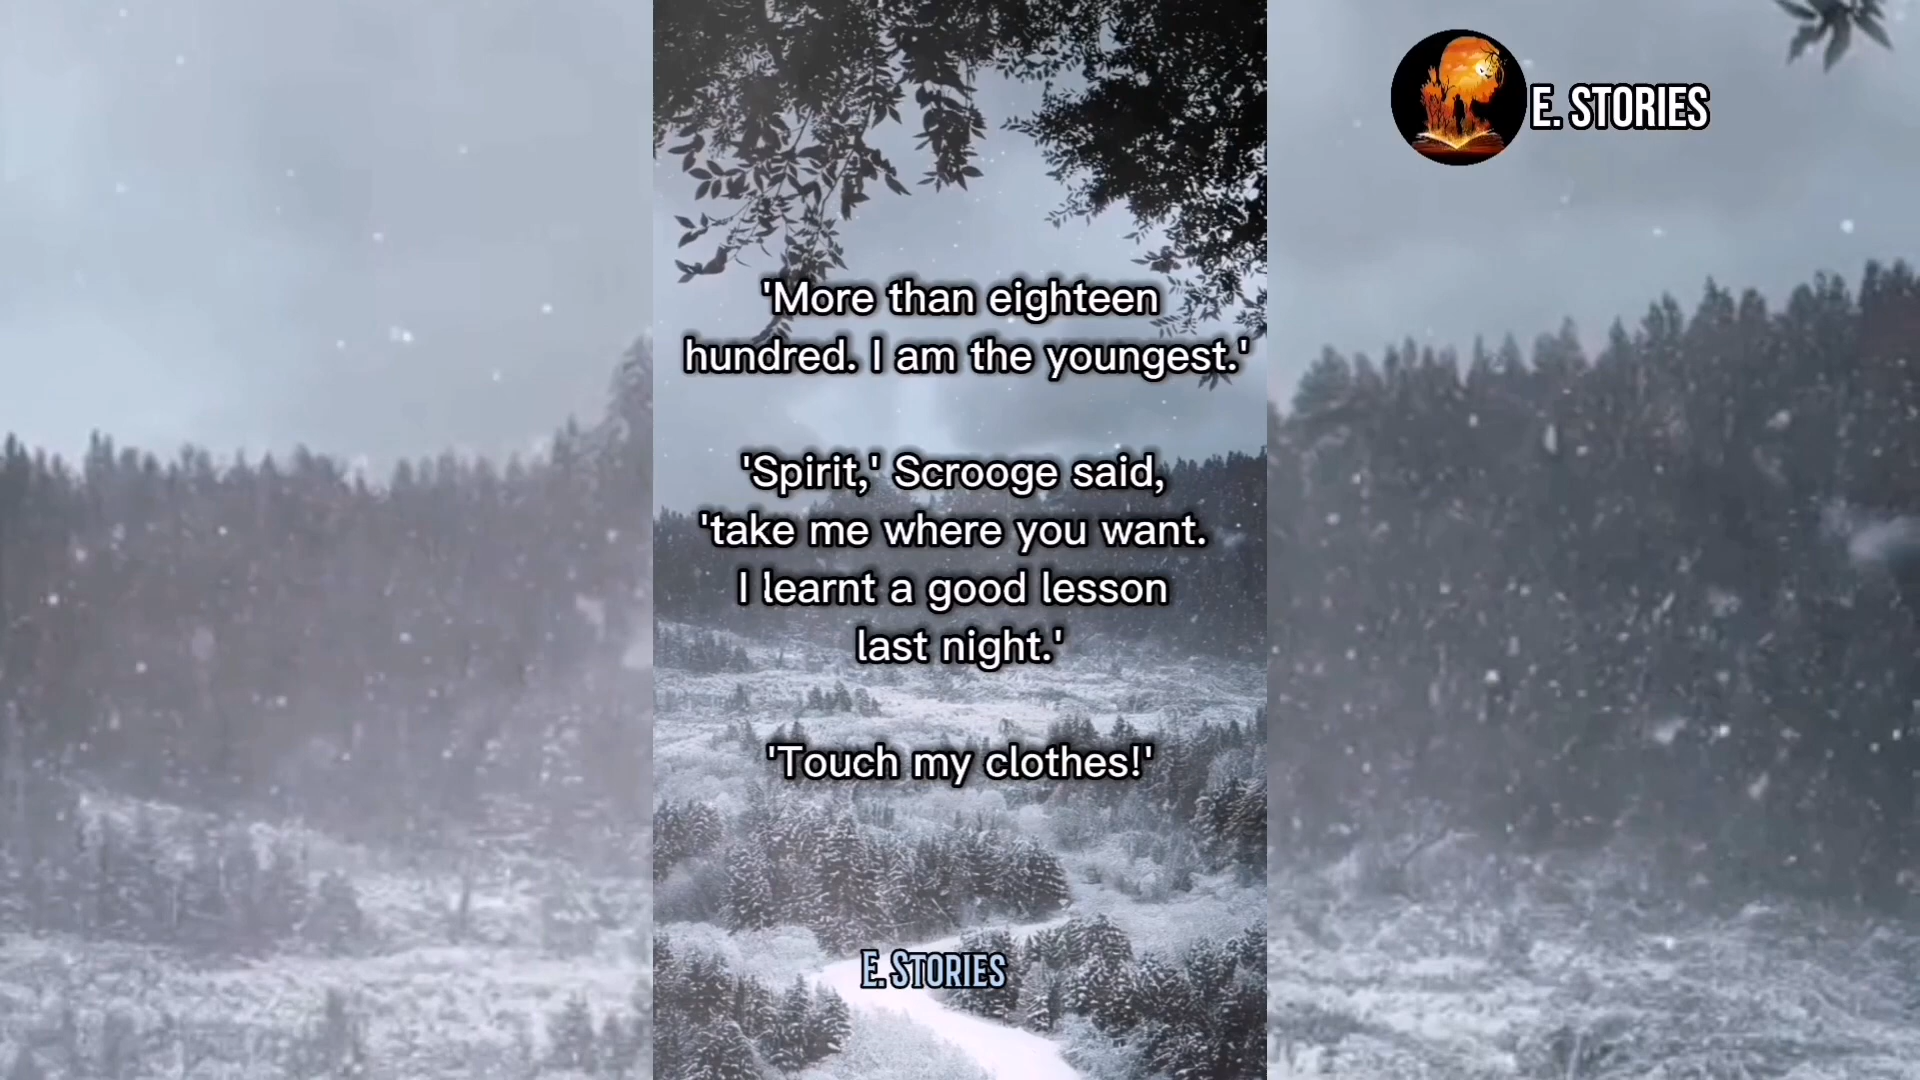 E. STORIES
'More than eighteen
hundred. I am the youngest.'
'Spirit,' Scrooge said,
'take me where you want.
I learnt a good lesson
last night.'
'Touch my clothes!'
E. STORIES